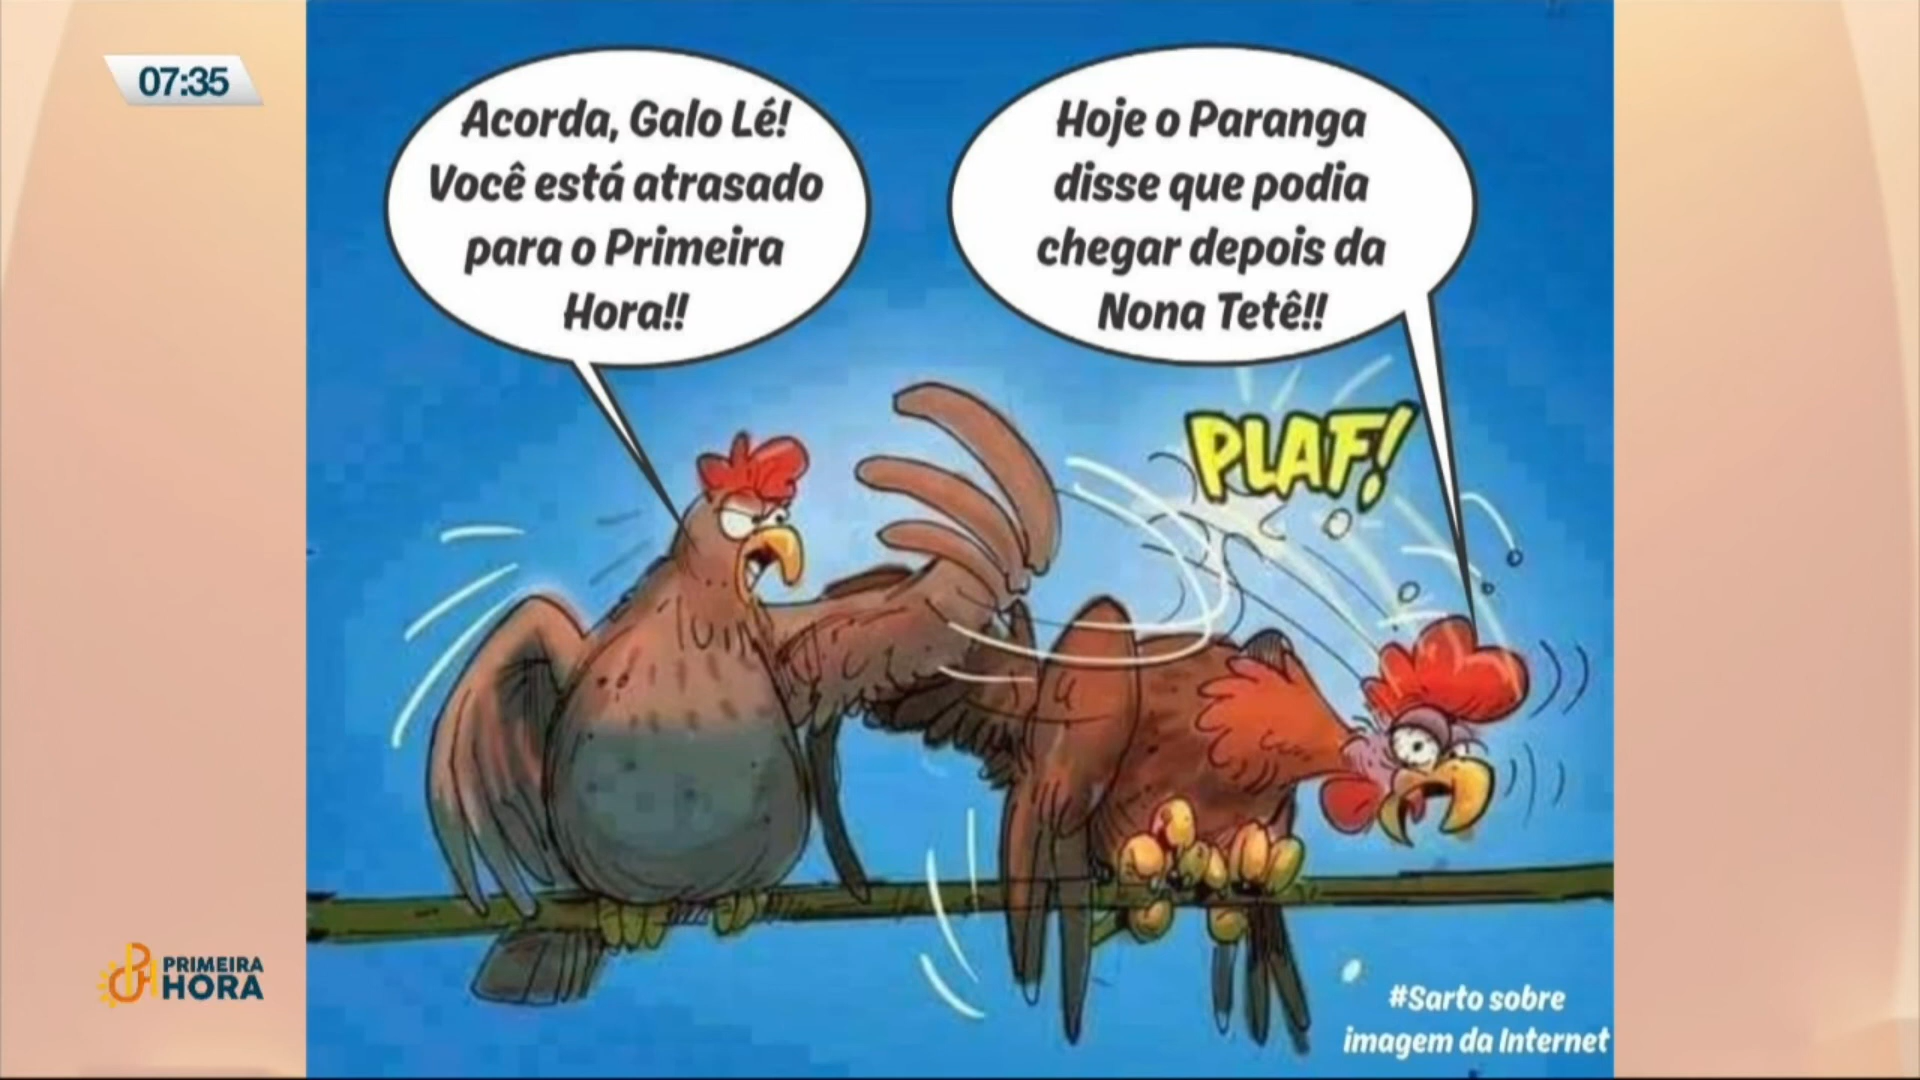 07:35
Acorda, Galo Lé!
Você está atrasado
para o Primeira
Hora!!
Hoje o Paranga
disse que podia
chegar depois da
Nona Tetê!!
PLAF!
PRIMEIRA
HORA
#Sarto sobre
imagem da Internet